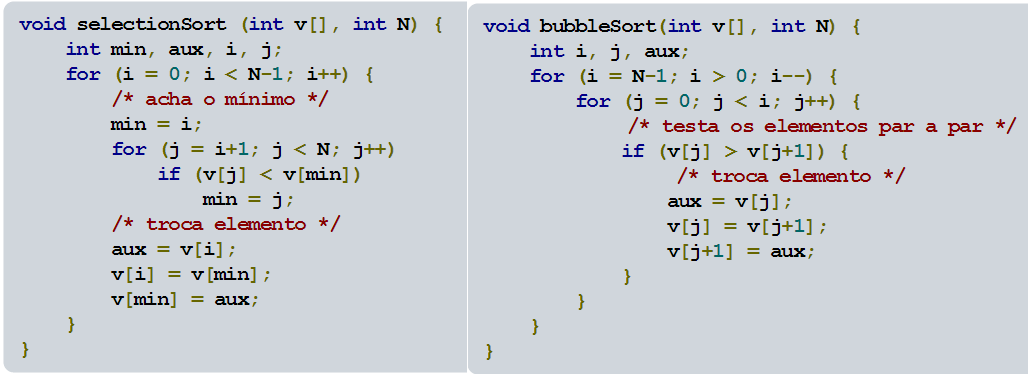 void selectionSort (int v[], int N) {
    int min, aux, i, j;
    for (i = 0; i < N-1; i++) {
        /* acha o mínimo */
        min = i;
        for (j = i+1; j < N; j++)
            if (v[j] < v[min])
                min = j;
        /* troca elemento */
        aux = v[i];
        v[i] = v[min];
        v[min] = aux;
    }
}
void bubbleSort(int v[], int N) {
    int i, j, aux;
    for (i = N-1; i > 0; i--) {
        for (j = 0; j < i; j++) {
            /* testa os elementos par a par */
            if (v[j] > v[j+1]) {
                /* troca elemento */
                aux = v[j];
                v[j] = v[j+1];
                v[j+1] = aux;
            }
        }
    }
}